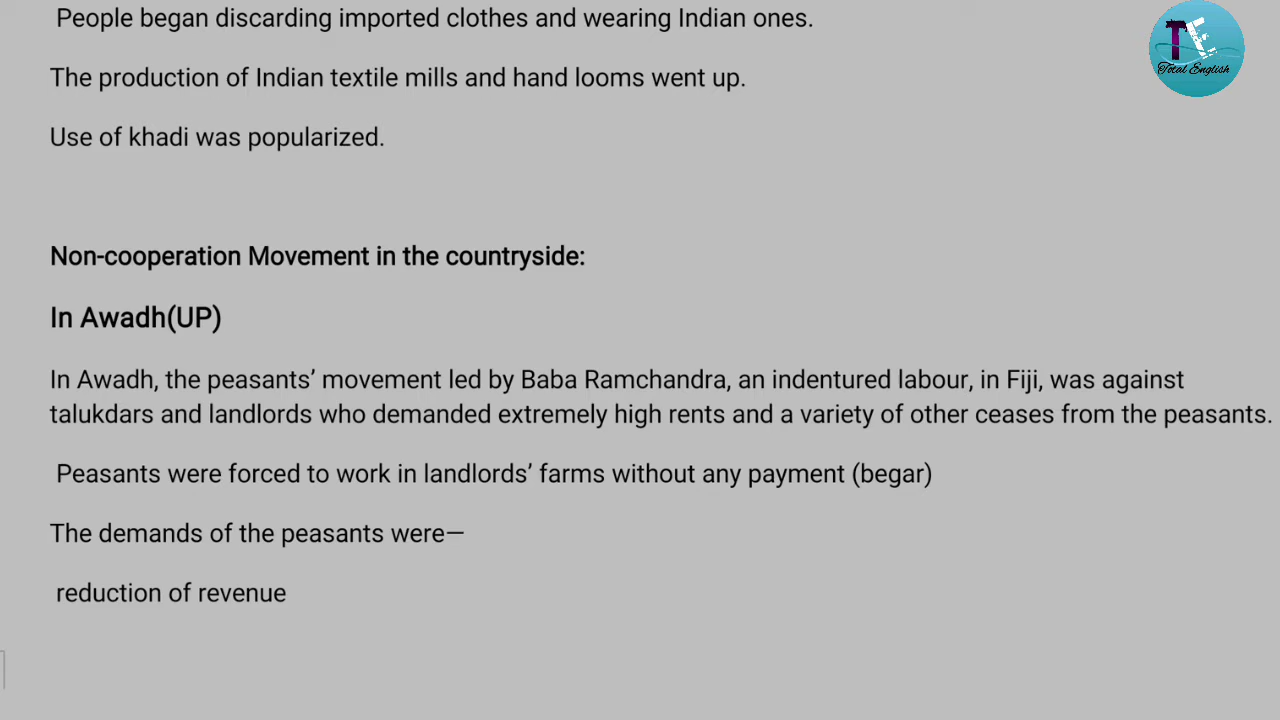 People began discarding imported clothes and wearing Indian ones.
TE
Total English
The production of Indian textile mills and hand looms went up.
Use of khadi was popularized.
Non-cooperation Movement in the countryside:
In Awadh(UP)
In Awadh, the peasants’ movement led by Baba Ramchandra, an indentured labour, in Fiji, was against
talukdars and landlords who demanded extremely high rents and a variety of other ceases from the peasants.
Peasants were forced to work in landlords’ farms without any payment (begar)
The demands of the peasants were—
reduction of revenue